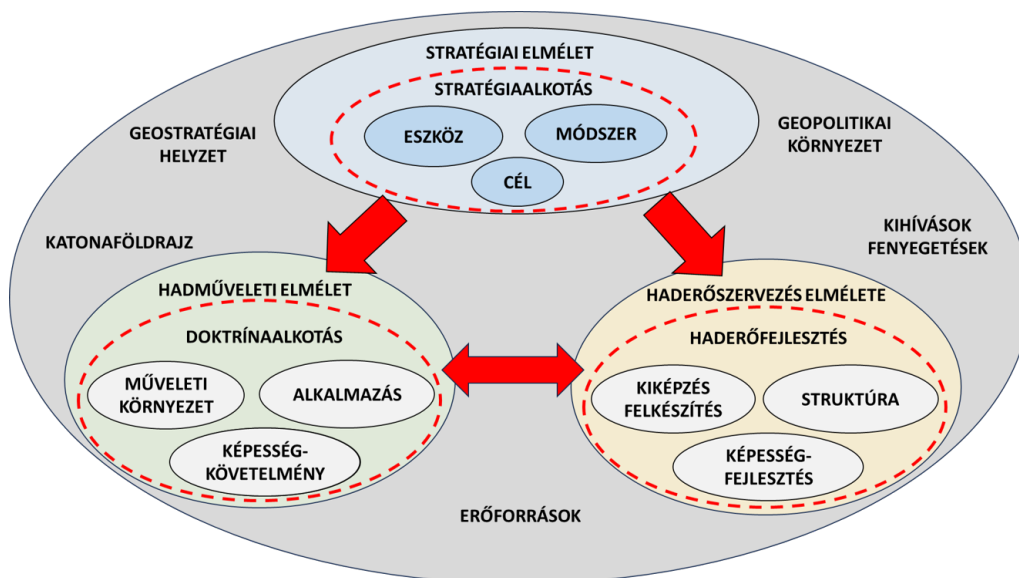 STRATÉGIAI ELMÉLET
STRATÉGIAALKOTÁS
ESZKÖZ
MÓDSZER
CÉL
GEOSTRATÉGIAI
HELYZET
GEOPOLITIKAI
KÖRNYEZET
KATONAFÖLDRAJZ
KIHÍVÁSOK
FENYEGETÉSEK
HADMŰVELETI ELMÉLET
DOKTRÍNAALKOTÁS
MŰVELETI
KÖRNYEZET
ALKALMAZÁS
KÉPESSÉG-
KÖVETELMÉNY
HADERŐSZERVEZÉS ELMÉLETE
HADERŐFEJLESZTÉS
KIKÉPZÉS
FELKÉSZÍTÉS
STRUKTÚRA
KÉPESSÉG-
FEJLESZTÉS
ERŐFORRÁSOK